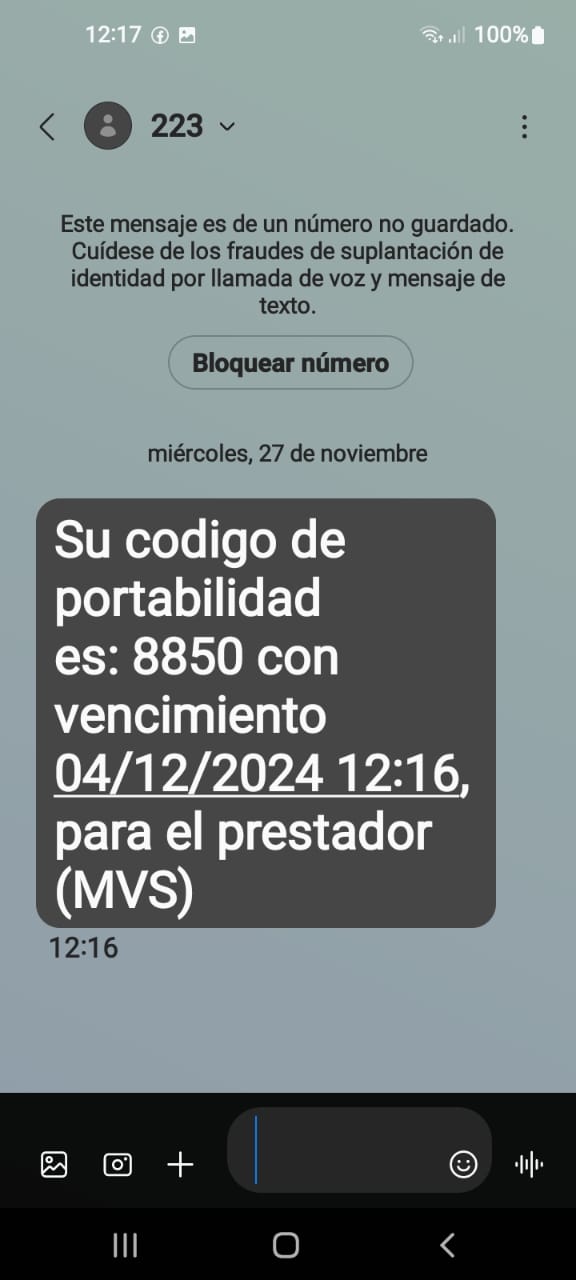 12:17
100%
223
Este mensaje es de un número no guardado.
Cuídese de los fraudes de suplantación de
identidad por llamada de voz y mensaje de
texto.
Bloquear número
miércoles, 27 de noviembre
Su codigo de
portabilidad
es: 8850 con
vencimiento
04/12/2024 12:16,
para el prestador
(MVS)
12:16